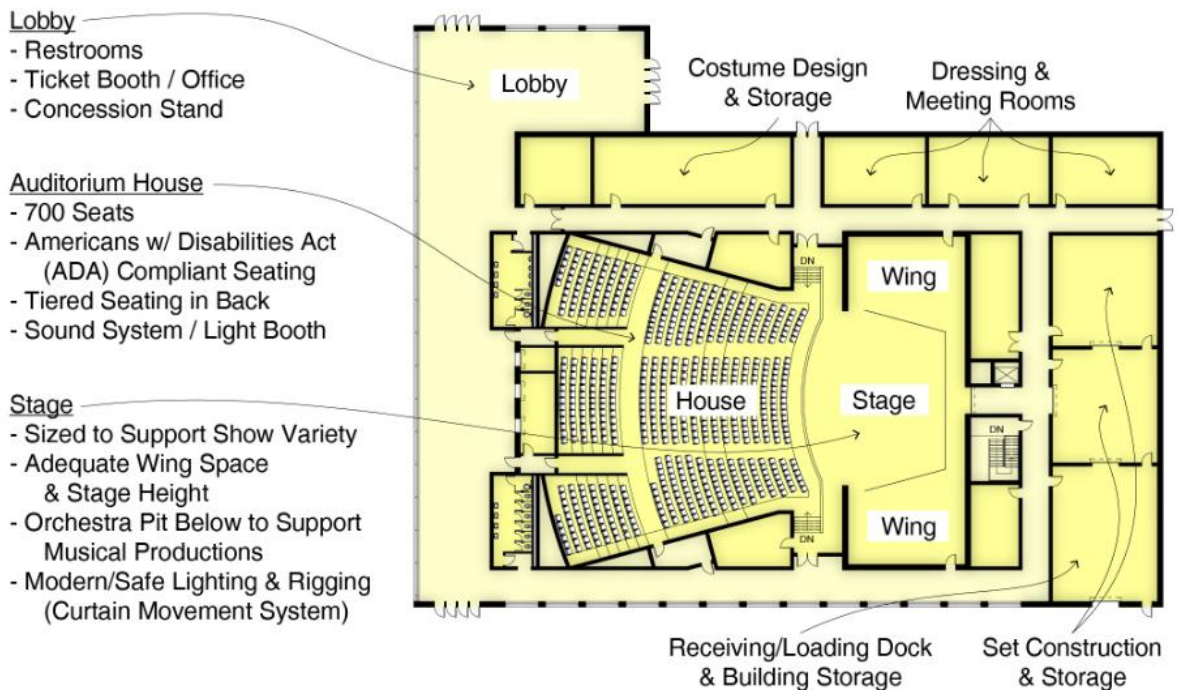 Lobby
- Restrooms
- Ticket Booth / Office
- Concession Stand
Auditorium House
- 700 Seats
- Americans w/ Disabilities Act
(ADA) Compliant Seating
- Tiered Seating in Back
- Sound System / Light Booth
Stage
- Sized to Support Show Variety
- Adequate Wing Space
& Stage Height
- Orchestra Pit Below to Support
Musical Productions
- Modern/Safe Lighting & Rigging
(Curtain Movement System)
Lobby
Costume Design
& Storage
Dressing &
Meeting Rooms
DN
Wing
House
Stage
DN
Wing
DN
Receiving/Loading Dock
& Building Storage
Set Construction
& Storage